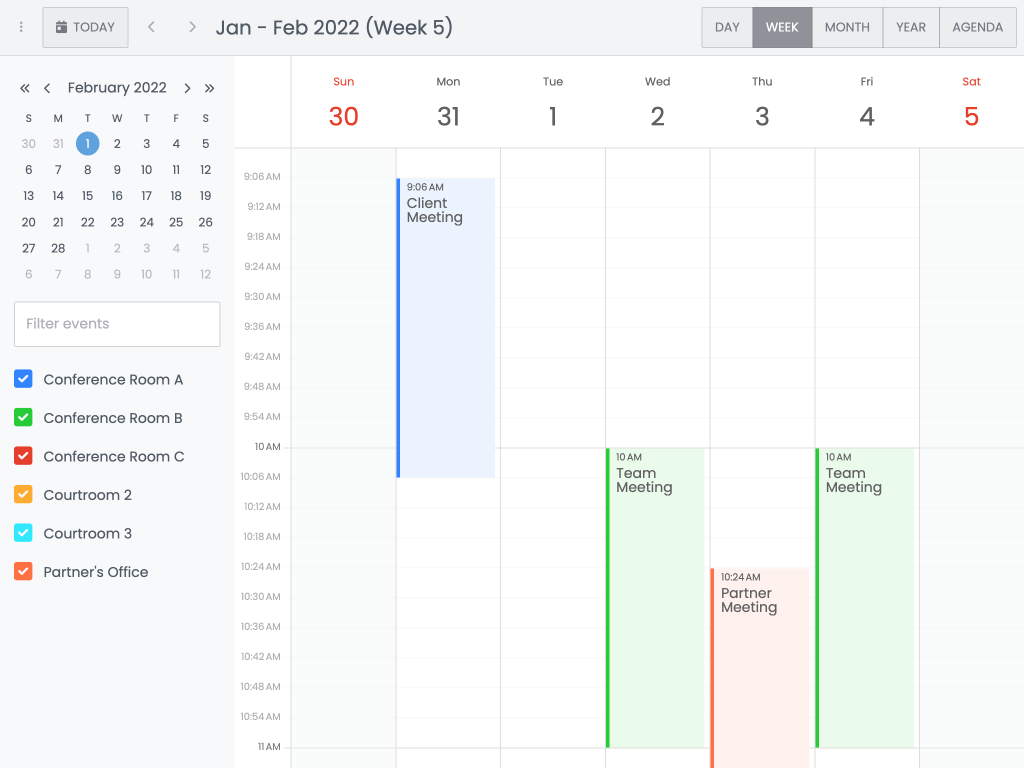 TODAY
Jan - Feb 2022 (Week 5)
DAY WEEK MONTH YEAR AGENDA
February 2022
S M T W T F S
30 31 1 2 3 4 5
6 7 8 9 10 11 12
13 14 15 16 17 18 19
20 21 22 23 24 25 26
27 28 1 2 3 4 5
6 7 8 9 10 11 12
Filter events
Conference Room A
Conference Room B
Conference Room C
Courtroom 2
Courtroom 3
Partner's Office
Sun Mon Tue Wed Thu Fri Sat
30 31 1 2 3 4 5
9:06 AM
9:12 AM
9:18 AM
9:24 AM
9:30 AM
9:36 AM
9:42 AM
9:48 AM
9:54 AM
10 AM
10:06 AM
10:12 AM
10:18 AM
10:24 AM
10:30 AM
10:36 AM
10:42 AM
10:48 AM
10:54 AM
11 AM
9:06 AM
Client
Meeting
10 AM
Team
Meeting
10:24 AM
Partner
Meeting
10 AM
Team
Meeting